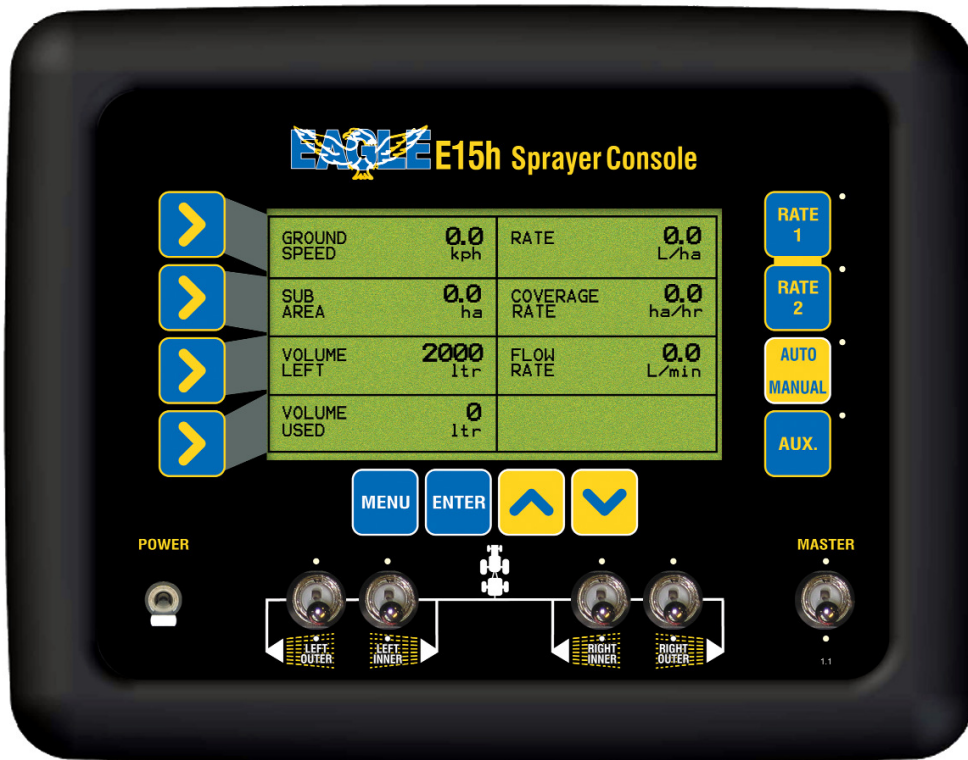 EAGLE E15h Sprayer Console
GROUND SPEED 0.0 kph
RATE 0.0 L/ha
SUB AREA 0.0 ha
COVERAGE RATE 0.0 ha/hr
VOLUME LEFT 2000 ltr
FLOW RATE 0.0 L/min
VOLUME USED 0 ltr
RATE 1
RATE 2
AUTO
MANUAL
AUX.
MENU
ENTER
POWER
MASTER
LEFT OUTER
LEFT INNER
RIGHT INNER
RIGHT OUTER
1.1